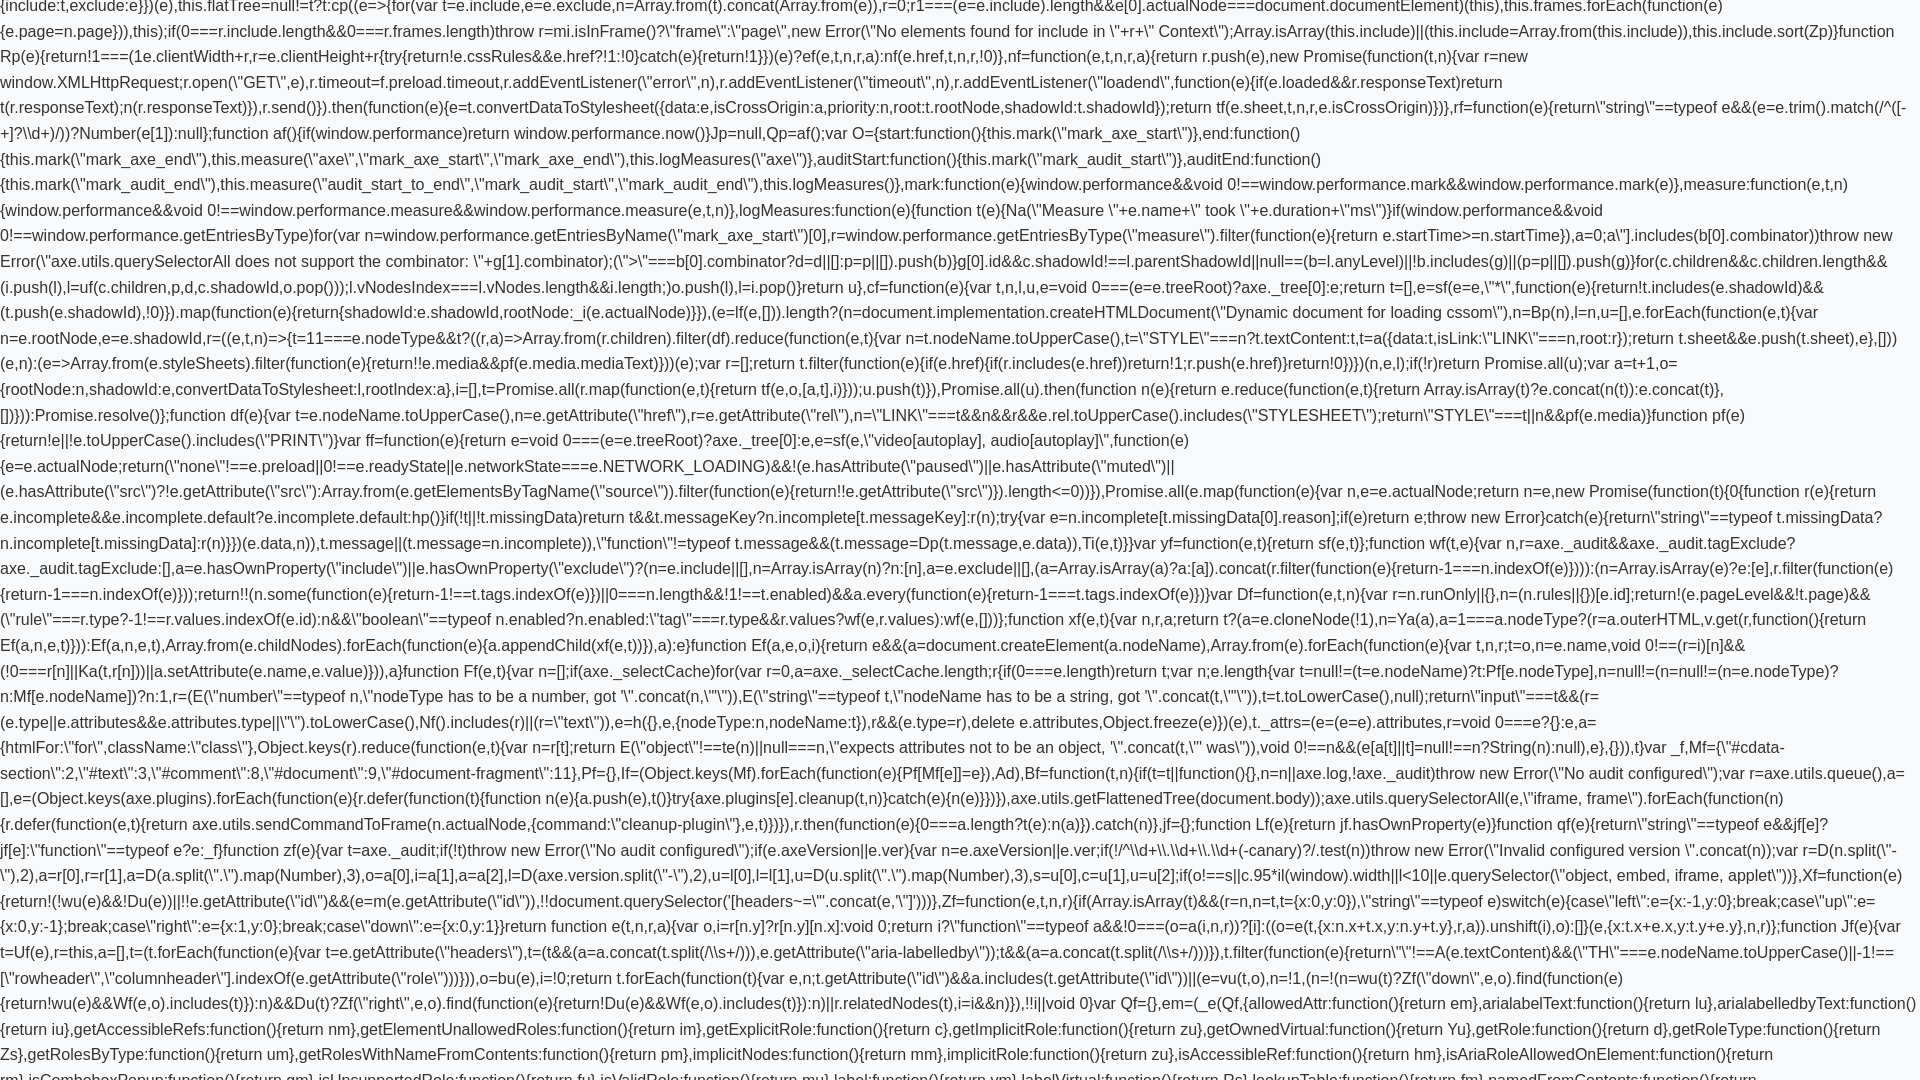 {include:t,exclude:e}})(e),this.flatTree=null!=t?t:cp((e=>{for(var t=e.include,e=e.exclude,n=Array.from(t).concat(Array.from(e)),r=0;r1===(e=e.include).length&&e[0].actualNode===document.documentElement)(this),this.frames.forEach(function(e)
{e.page=n.page})),this);if(0===r.include.length&&0===r.frames.length)throw r=mi.isInFrame()?\"frame\":\"page\",new Error(\"No elements found for include in \"+r+\" Context\");Array.isArray(this.include)||(this.include=Array.from(this.include)),this.include.sort(Zp)}function
Rp(e){return!1===(1e.clientWidth+r,r=e.clientHeight+r{try{return!e.cssRules&&e.href?!1:!0}catch(e){return!1}})(e)?ef(e,t,n,r,a):nf(e.href,t,n,r,!0)},nf=function(e,t,n,r,a){return r.push(e),new Promise(function(t,n){var r=new
window.XMLHttpRequest;r.open(\"GET\",e),r.timeout=f.preload.timeout,r.addEventListener(\"error\",n),r.addEventListener(\"timeout\",n),r.addEventListener(\"loadend\",function(e){if(e.loaded&&r.responseText)return
t(r.responseText);n(r.responseText)}),r.send()}).then(function(e){e=t.convertDataToStylesheet({data:e,isCrossOrigin:a,priority:n,root:t.rootNode,shadowId:t.shadowId});return tf(e.sheet,t,n,r,e.isCrossOrigin)})},rf=function(e){return\"string\"==typeof e&&(e=e.trim().match(/^([-
+]?\\d+)/))?Number(e[1]):null};function af(){if(window.performance)return window.performance.now()}Jp=null,Qp=af();var O={start:function(){this.mark(\"mark_axe_start\")},end:function()
{this.mark(\"mark_axe_end\"),this.measure(\"axe\",\"mark_axe_start\",\"mark_axe_end\"),this.logMeasures(\"axe\")},auditStart:function(){this.mark(\"mark_audit_start\")},auditEnd:function()
{this.mark(\"mark_audit_end\"),this.measure(\"audit_start_to_end\",\"mark_audit_start\",\"mark_audit_end\"),this.logMeasures()},mark:function(e){window.performance&&void 0!==window.performance.mark&&window.performance.mark(e)},measure:function(e,t,n)
{window.performance&&void 0!==window.performance.measure&&window.performance.measure(e,t,n)},logMeasures:function(e){function t(e){Na(\"Measure \"+e.name+\" took \"+e.duration+\"ms\")}if(window.performance&&void
0!==window.performance.getEntriesByType)for(var n=window.performance.getEntriesByName(\"mark_axe_start\")[0],r=window.performance.getEntriesByType(\"measure\").filter(function(e){return e.startTime>=n.startTime}),a=0;a\"].includes(b[0].combinator))throw new
Error(\"axe.utils.querySelectorAll does not support the combinator: \"+g[1].combinator);(\">\"===b[0].combinator?d=d||[]:p=p||[]).push(b)}g[0].id&&c.shadowId!==l.parentShadowId||null==(b=l.anyLevel)||!b.includes(g)||(p=p||[]).push(g)}for(c.children&&c.children.length&&
(i.push(l),l=uf(c.children,p,d,c.shadowId,o.pop()));l.vNodesIndex===l.vNodes.length&&i.length;)o.push(l),l=i.pop()}return u},cf=function(e){var t,n,l,u,e=void 0===(e=e.treeRoot)?axe._tree[0]:e;return t=[],e=sf(e=e,\"*\",function(e){return!t.includes(e.shadowId)&&
(t.push(e.shadowId),!0)}).map(function(e){return{shadowId:e.shadowId,rootNode:_i(e.actualNode)}}),(e=lf(e,[])).length?(n=document.implementation.createHTMLDocument(\"Dynamic document for loading cssom\"),n=Bp(n),l=n,u=[],e.forEach(function(e,t){var
n=e.rootNode,e=e.shadowId,r=((e,t,n)=>{t=11===e.nodeType&&t?((r,a)=>Array.from(r.children).filter(df).reduce(function(e,t){var n=t.nodeName.toUpperCase(),t=\"STYLE\"===n?t.textContent:t,t=a({data:t,isLink:\"LINK\"===n,root:r});return t.sheet&&e.push(t.sheet),e},[]))
(e,n):(e=>Array.from(e.styleSheets).filter(function(e){return!!e.media&&pf(e.media.mediaText)}))(e);var r=[];return t.filter(function(e){if(e.href){if(r.includes(e.href))return!1;r.push(e.href)}return!0})})(n,e,l);if(!r)return Promise.all(u);var a=t+1,o=
{rootNode:n,shadowId:e,convertDataToStylesheet:l,rootIndex:a},i=[],t=Promise.all(r.map(function(e,t){return tf(e,o,[a,t],i)}));u.push(t)}),Promise.all(u).then(function n(e){return e.reduce(function(e,t){return Array.isArray(t)?e.concat(n(t)):e.concat(t)},
[])})):Promise.resolve()};function df(e){var t=e.nodeName.toUpperCase(),n=e.getAttribute(\"href\"),r=e.getAttribute(\"rel\"),n=\"LINK\"===t&&n&&r&&e.rel.toUpperCase().includes(\"STYLESHEET\");return\"STYLE\"===t||n&&pf(e.media)}function pf(e)
{return!e||!e.toUpperCase().includes(\"PRINT\")}var ff=function(e){return e=void 0===(e=e.treeRoot)?axe._tree[0]:e,e=sf(e,\"video[autoplay], audio[autoplay]\",function(e)
{e=e.actualNode;return(\"none\"!==e.preload||0!==e.readyState||e.networkState===e.NETWORK_LOADING)&&!(e.hasAttribute(\"paused\")||e.hasAttribute(\"muted\")||
(e.hasAttribute(\"src\")?!e.getAttribute(\"src\"):Array.from(e.getElementsByTagName(\"source\")).filter(function(e){return!!e.getAttribute(\"src\")}).length<=0))}),Promise.all(e.map(function(e){var n,e=e.actualNode;return n=e,new Promise(function(t){0{function r(e){return
e.incomplete&&e.incomplete.default?e.incomplete.default:hp()}if(!t||!t.missingData)return t&&t.messageKey?n.incomplete[t.messageKey]:r(n);try{var e=n.incomplete[t.missingData[0].reason];if(e)return e;throw new Error}catch(e){return\"string\"==typeof t.missingData?
n.incomplete[t.missingData]:r(n)}})(e.data,n)),t.message||(t.message=n.incomplete)),\"function\"!=typeof t.message&&(t.message=Dp(t.message,e.data)),Ti(e,t)}}var yf=function(e,t){return sf(e,t)};function wf(t,e){var n,r=axe._audit&&axe._audit.tagExclude?
axe._audit.tagExclude:[],a=e.hasOwnProperty(\"include\")||e.hasOwnProperty(\"exclude\")?(n=e.include||[],n=Array.isArray(n)?n:[n],a=e.exclude||[],(a=Array.isArray(a)?a:[a]).concat(r.filter(function(e){return-1===n.indexOf(e)}))):(n=Array.isArray(e)?e:[e],r.filter(function(e)
{return-1===n.indexOf(e)}));return!!(n.some(function(e){return-1!==t.tags.indexOf(e)})||0===n.length&&!1!==t.enabled)&&a.every(function(e){return-1===t.tags.indexOf(e)})}var Df=function(e,t,n){var r=n.runOnly||{},n=(n.rules||{})[e.id];return!(e.pageLevel&&!t.page)&&
(\"rule\"===r.type?-1!==r.values.indexOf(e.id):n&&\"boolean\"==typeof n.enabled?n.enabled:\"tag\"===r.type&&r.values?wf(e,r.values):wf(e,[]))};function xf(e,t){var n,r,a;return t?(a=e.cloneNode(!1),n=Ya(a),a=1===a.nodeType?(r=a.outerHTML,v.get(r,function(){return
Ef(a,n,e,t)})):Ef(a,n,e,t),Array.from(e.childNodes).forEach(function(e){a.appendChild(xf(e,t))}),a):e}function Ef(a,e,o,i){return e&&(a=document.createElement(a.nodeName),Array.from(e).forEach(function(e){var t,n,r;t=o,n=e.name,void 0!==(r=i)[n]&&
(!0===r[n]||Ka(t,r[n]))||a.setAttribute(e.name,e.value)})),a}function Ff(e,t){var n=[];if(axe._selectCache)for(var r=0,a=axe._selectCache.length;r{if(0===e.length)return t;var n;e.length{var t=null!=(t=e.nodeName)?t:Pf[e.nodeType],n=null!=(n=null!=(n=e.nodeType)?
n:Mf[e.nodeName])?n:1,r=(E(\"number\"==typeof n,\"nodeType has to be a number, got '\".concat(n,\"'\")),E(\"string\"==typeof t,\"nodeName has to be a string, got '\".concat(t,\"'\")),t=t.toLowerCase(),null);return\"input\"===t&&(r=
(e.type||e.attributes&&e.attributes.type||\"\").toLowerCase(),Nf().includes(r)||(r=\"text\")),e=h({},e,{nodeType:n,nodeName:t}),r&&(e.type=r),delete e.attributes,Object.freeze(e)})(e),t._attrs=(e=(e=e).attributes,r=void 0===e?{}:e,a=
{htmlFor:\"for\",className:\"class\"},Object.keys(r).reduce(function(e,t){var n=r[t];return E(\"object\"!==te(n)||null===n,\"expects attributes not to be an object, '\".concat(t,\"' was\")),void 0!==n&&(e[a[t]||t]=null!==n?String(n):null),e},{})),t}var _f,Mf={\"#cdata-
section\":2,\"#text\":3,\"#comment\":8,\"#document\":9,\"#document-fragment\":11},Pf={},If=(Object.keys(Mf).forEach(function(e){Pf[Mf[e]]=e}),Ad),Bf=function(t,n){if(t=t||function(){},n=n||axe.log,!axe._audit)throw new Error(\"No audit configured\");var r=axe.utils.queue(),a=
[],e=(Object.keys(axe.plugins).forEach(function(e){r.defer(function(t){function n(e){a.push(e),t()}try{axe.plugins[e].cleanup(t,n)}catch(e){n(e)}})}),axe.utils.getFlattenedTree(document.body));axe.utils.querySelectorAll(e,\"iframe, frame\").forEach(function(n)
{r.defer(function(e,t){return axe.utils.sendCommandToFrame(n.actualNode,{command:\"cleanup-plugin\"},e,t)})}),r.then(function(e){0===a.length?t(e):n(a)}).catch(n)},jf={};function Lf(e){return jf.hasOwnProperty(e)}function qf(e){return\"string\"==typeof e&&jf[e]?
jf[e]:\"function\"==typeof e?e:_f}function zf(e){var t=axe._audit;if(!t)throw new Error(\"No audit configured\");if(e.axeVersion||e.ver){var n=e.axeVersion||e.ver;if(!/^\\d+\\.\\d+\\.\\d+(-canary)?/.test(n))throw new Error(\"Invalid configured version \".concat(n));var r=D(n.split(\"-
\"),2),a=r[0],r=r[1],a=D(a.split(\".\").map(Number),3),o=a[0],i=a[1],a=a[2],l=D(axe.version.split(\"-\"),2),u=l[0],l=l[1],u=D(u.split(\".\").map(Number),3),s=u[0],c=u[1],u=u[2];if(o!==s||c.95*il(window).width||l<10||e.querySelector(\"object, embed, iframe, applet\"))},Xf=function(e)
{return!(!wu(e)&&!Du(e))||!!e.getAttribute(\"id\")&&(e=m(e.getAttribute(\"id\")),!!document.querySelector('[headers~=\"'.concat(e,'\"]')))},Zf=function(e,t,n,r){if(Array.isArray(t)&&(r=n,n=t,t={x:0,y:0}),\"string\"==typeof e)switch(e){case\"left\":e={x:-1,y:0};break;case\"up\":e=
{x:0,y:-1};break;case\"right\":e={x:1,y:0};break;case\"down\":e={x:0,y:1}}return function e(t,n,r,a){var o,i=r[n.y]?r[n.y][n.x]:void 0;return i?\"function\"==typeof a&&!0===(o=a(i,n,r))?[i]:((o=e(t,{x:n.x+t.x,y:n.y+t.y},r,a)).unshift(i),o):[]}(e,{x:t.x+e.x,y:t.y+e.y},n,r)};function Jf(e){var
t=Uf(e),r=this,a=[],t=(t.forEach(function(e){var t=e.getAttribute(\"headers\"),t=(t&&(a=a.concat(t.split(/\\s+/))),e.getAttribute(\"aria-labelledby\"));t&&(a=a.concat(t.split(/\\s+/)))}),t.filter(function(e){return\"\"!==A(e.textContent)&&(\"TH\"===e.nodeName.toUpperCase()||-1!==
[\"rowheader\",\"columnheader\"].indexOf(e.getAttribute(\"role\")))})),o=bu(e),i=!0;return t.forEach(function(t){var e,n;t.getAttribute(\"id\")&&a.includes(t.getAttribute(\"id\"))||(e=vu(t,o),n=!1,(n=!(n=wu(t)?Zf(\"down\",e,o).find(function(e)
{return!wu(e)&&Wf(e,o).includes(t)}):n)&&Du(t)?Zf(\"right\",e,o).find(function(e){return!Du(e)&&Wf(e,o).includes(t)}):n)||r.relatedNodes(t),i=i&&n)}),!!i||void 0}var Qf={},em=(_e(Qf,{allowedAttr:function(){return em},arialabelText:function(){return lu},arialabelledbyText:function()
{return iu},getAccessibleRefs:function(){return nm},getElementUnallowedRoles:function(){return im},getExplicitRole:function(){return c},getImplicitRole:function(){return zu},getOwnedVirtual:function(){return Yu},getRole:function(){return d},getRoleType:function(){return
Zs},getRolesByType:function(){return um},getRolesWithNameFromContents:function(){return pm},implicitNodes:function(){return mm},implicitRole:function(){return zu},isAccessibleRef:function(){return hm},isAriaRoleAllowedOnElement:function(){return
rm},isComboboxPopup:function(){return gm},isUnsupportedRole:function(){return fu},isValidRole:function(){return mu},label:function(){return vm},labelVirtual:function(){return Rs},lookupTable:function(){return fm},namedFromContents:function(){return